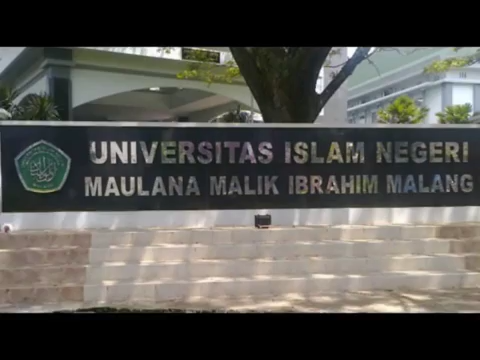 UNIVERSITAS ISLAM NEGERI
MAULANA MALIK IBRAHIM MALANG